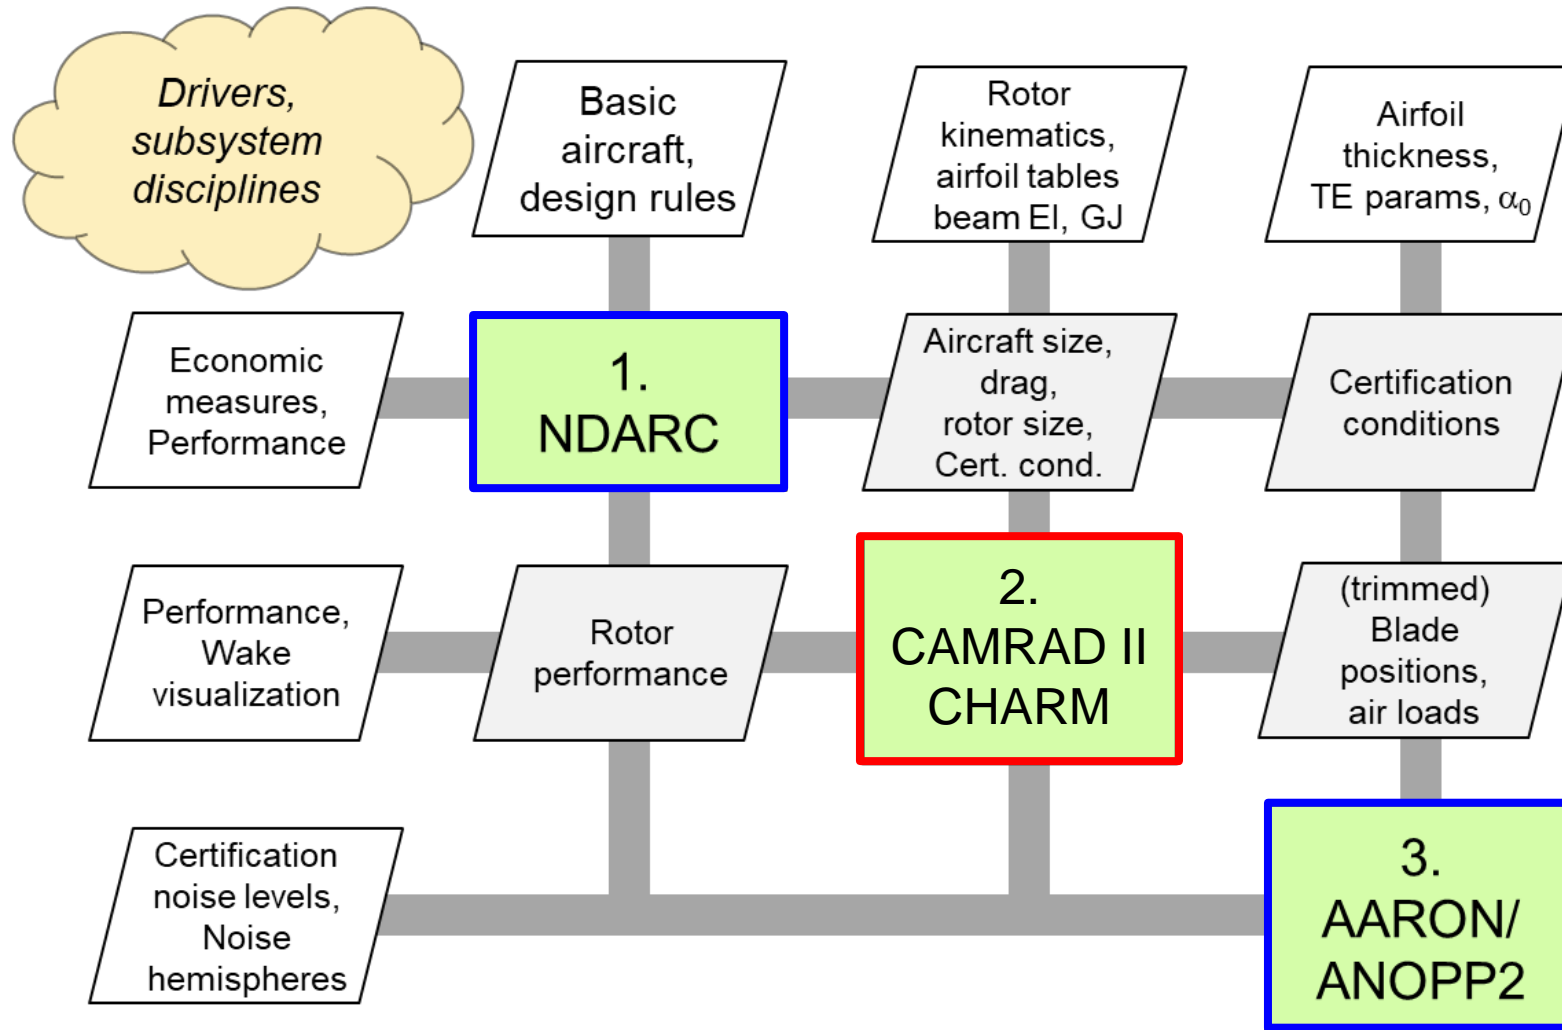 Drivers,
subsystem
disciplines
Basic
aircraft,
design rules
Rotor
kinematics,
airfoil tables
beam EI, GJ
Airfoil
thickness,
TE params, α₀
Economic
measures,
Performance
1.
NDARC
Aircraft size,
drag,
rotor size,
Cert. cond.
Certification
conditions
Performance,
Wake
visualization
Rotor
performance
2.
CAMRAD II
CHARM
(trimmed)
Blade
positions,
air loads
Certification
noise levels,
Noise
hemispheres
3.
AARON/
ANOPP2